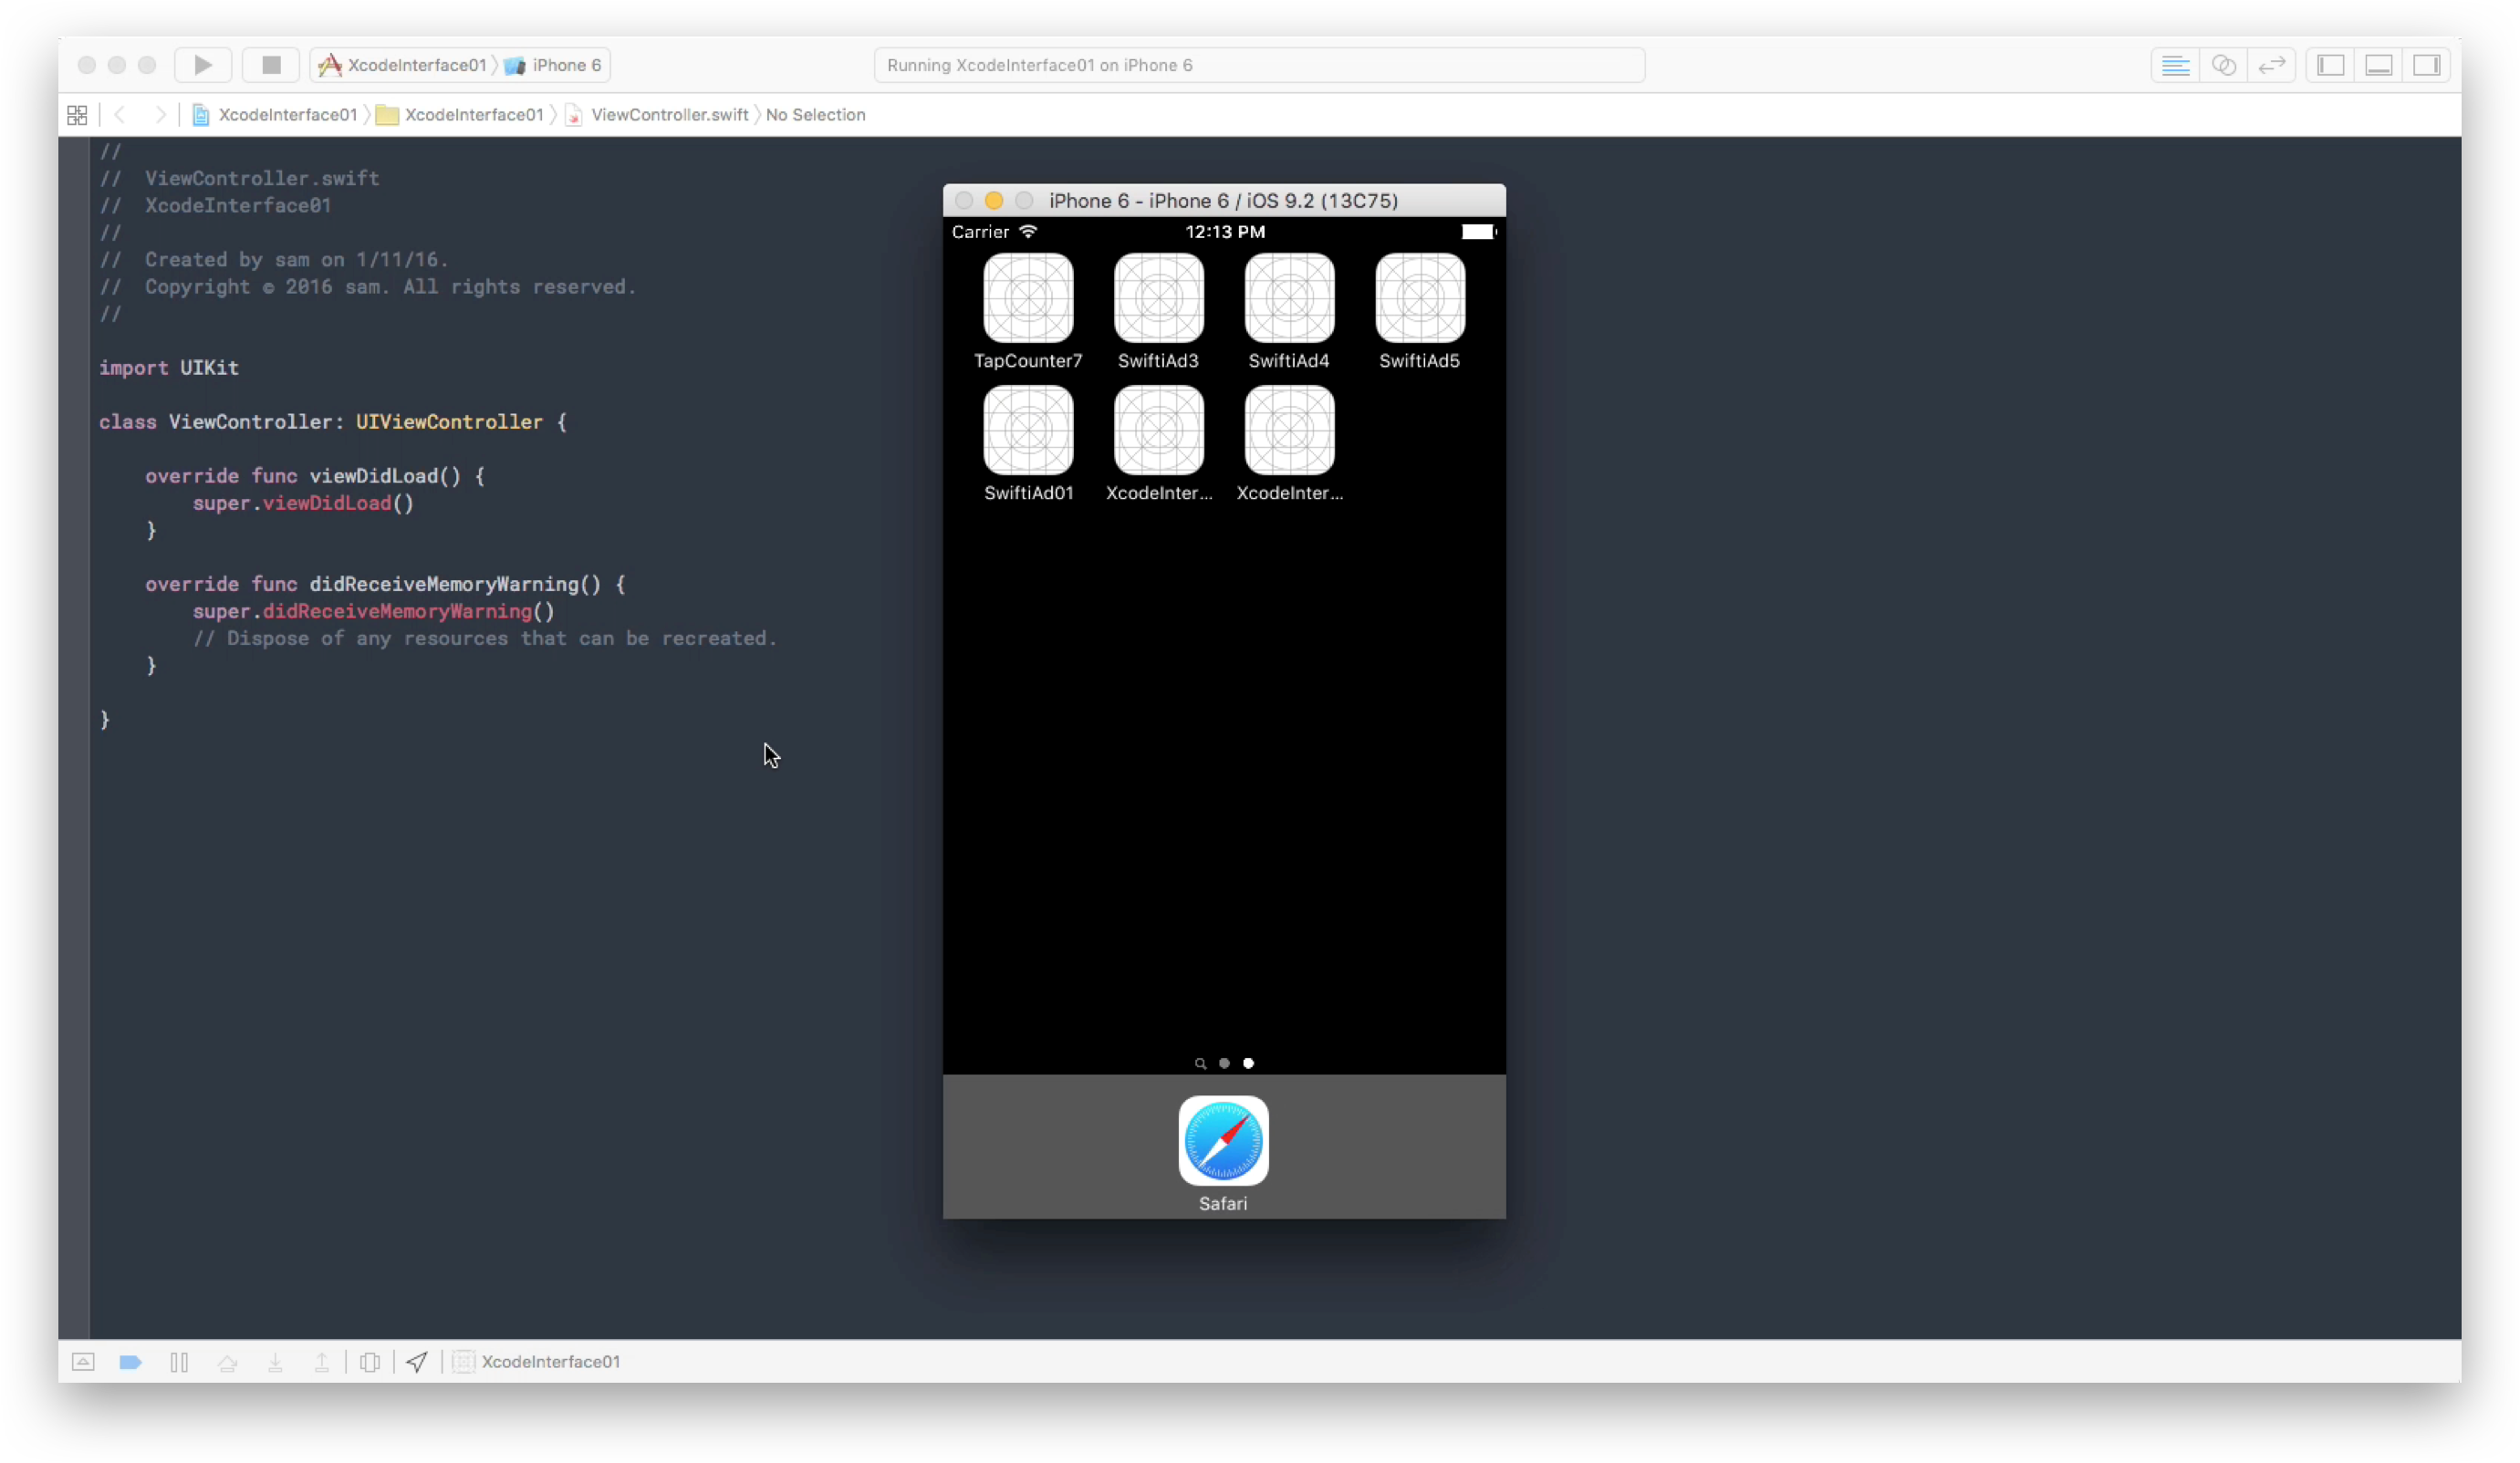 XcodeInterface01 iPhone 6 Running XcodeInterface01 on iPhone 6
XcodeInterface01 XcodeInterface01 ViewController.swift No Selection
//
// ViewController.swift
// XcodeInterface01
//
// Created by sam on 1/11/16.
// Copyright © 2016 sam. All rights reserved.
//
import UIKit
class ViewController: UIViewController {
override func viewDidLoad() {
super.viewDidLoad()
}
override func didReceiveMemoryWarning() {
super.didReceiveMemoryWarning()
// Dispose of any resources that can be recreated.
}
}
iPhone 6 - iPhone 6 / iOS 9.2 (13C75)
Carrier 12:13 PM
TapCounter7 SwiftiAd3 SwiftiAd4 SwiftiAd5
SwiftiAd01 XcodeInter... XcodeInter...
Safari
XcodeInterface01